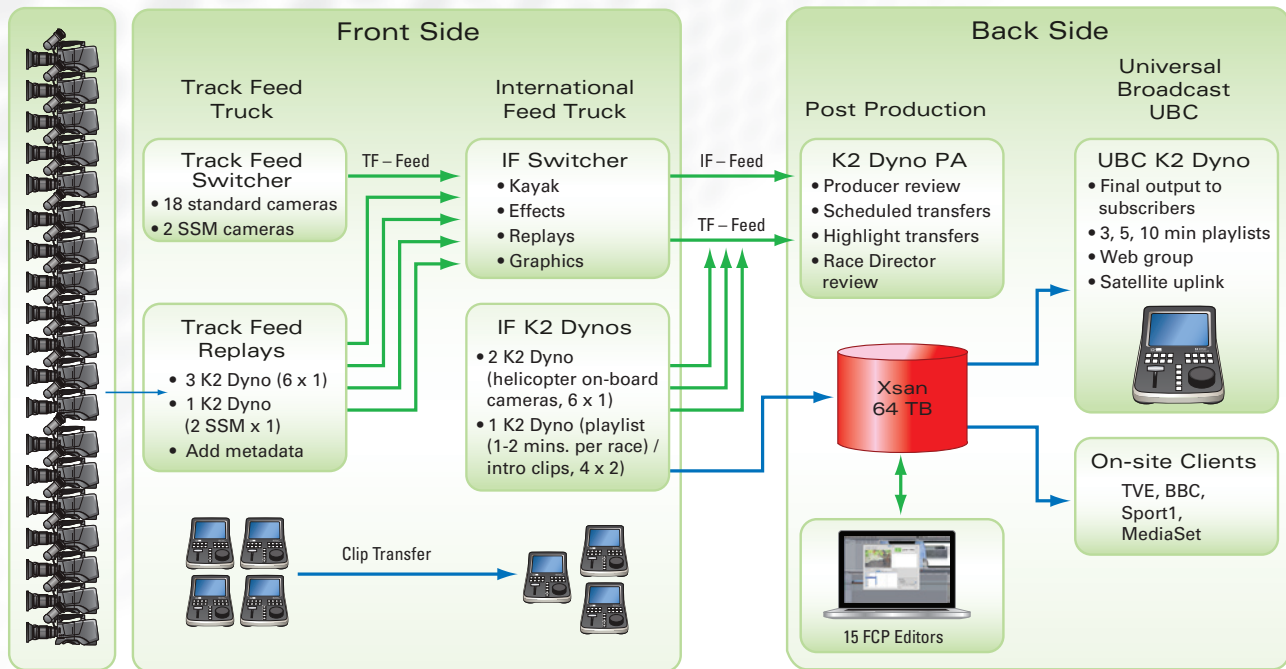 Front Side
Track Feed
Truck
Track Feed
Switcher
• 18 standard cameras
• 2 SSM cameras
Track Feed
Replays
• 3 K2 Dyno (6 x 1)
• 1 K2 Dyno
(2 SSM x 1)
• Add metadata
TF – Feed
International
Feed Truck
IF Switcher
• Kayak
• Effects
• Replays
• Graphics
IF K2 Dynos
• 2 K2 Dyno
(helicopter on-board
cameras, 6 x 1)
• 1 K2 Dyno (playlist
(1-2 mins. per race) /
intro clips, 4 x 2)
Clip Transfer
IF – Feed
TF – Feed
Back Side
Post Production
K2 Dyno PA
• Producer review
• Scheduled transfers
• Highlight transfers
• Race Director
review
Xsan
64 TB
15 FCP Editors
Universal
Broadcast
UBC
UBC K2 Dyno
• Final output to
subscribers
• 3, 5, 10 min playlists
• Web group
• Satellite uplink
On-site Clients
TVE, BBC,
Sport1,
MediaSet